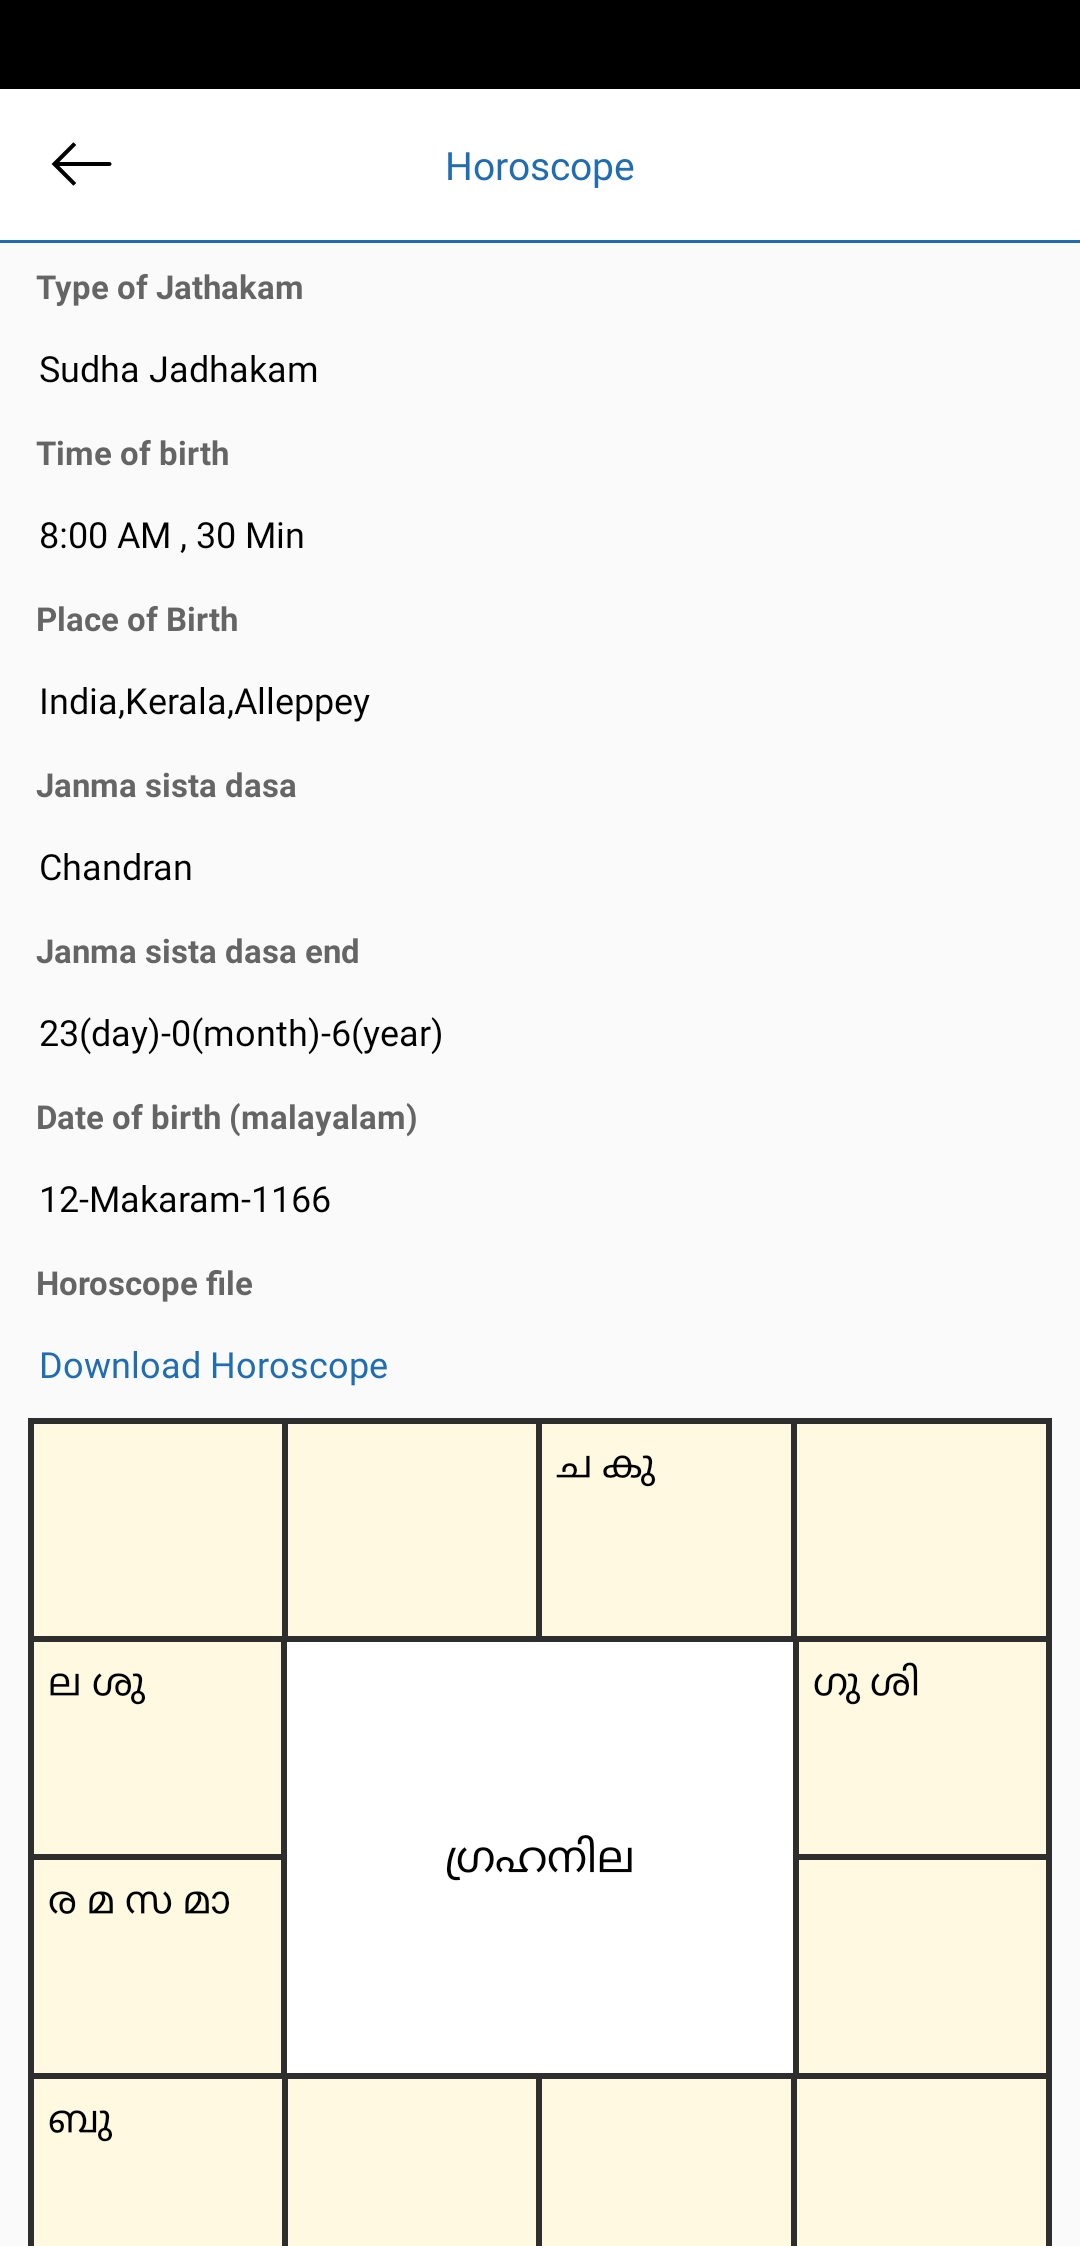 Horoscope
Type of Jathakam
Sudha Jadhakam
Time of birth
8:00 AM , 30 Min
Place of Birth
India,Kerala,Alleppey
Janma sista dasa
Chandran
Janma sista dasa end
23(day)-0(month)-6(year)
Date of birth (malayalam)
12-Makaram-1166
Horoscope file
Download Horoscope
ച കു
ല ശു
ഗു ശി
ഗ്രഹനില
ര മ സ മാ
ബു